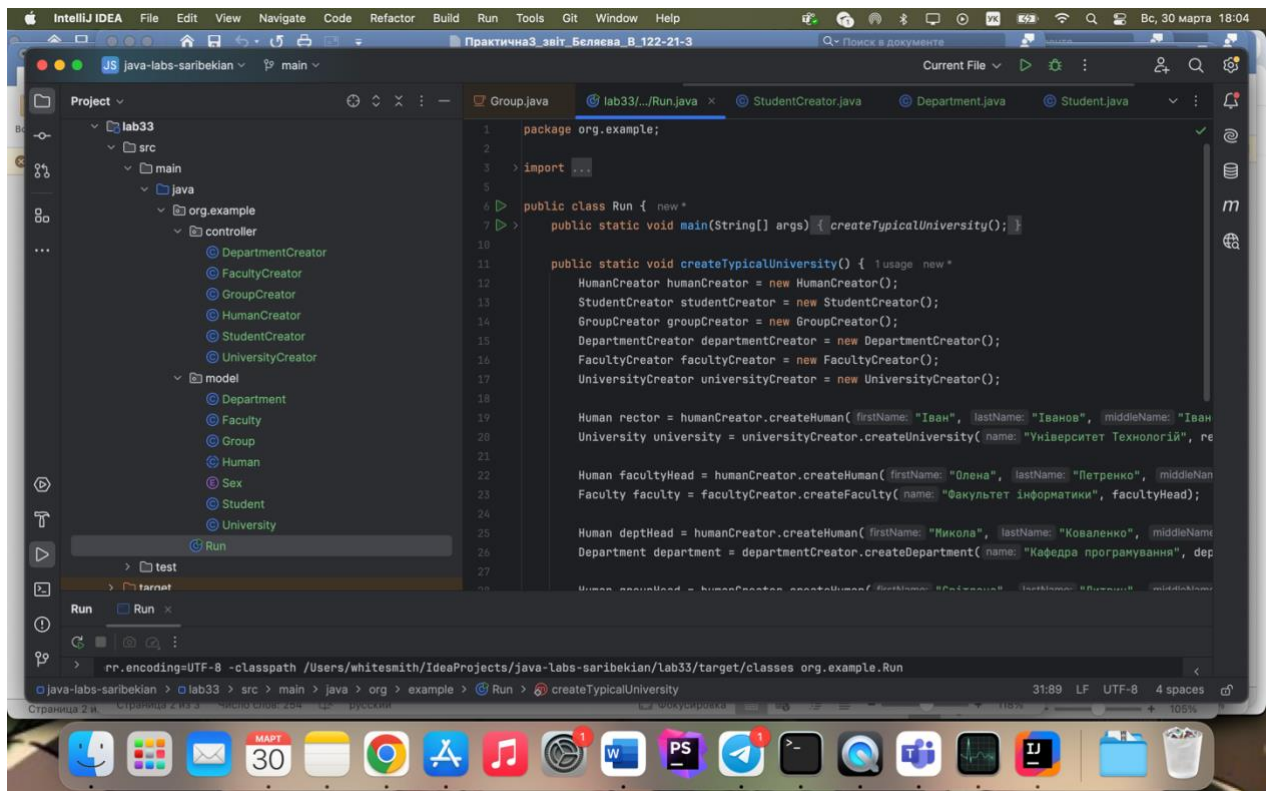 IntelliJ IDEA File Edit View Navigate Code Refactor Build Run Tools Git Window Help УК Вс, 30 марта 18:04
Практична3_звіт_Беляєва_В_122-21-3 Поиск в документе
JS java-labs-saribekian main Current File
Project
Group.java lab33/.../Run.java StudentCreator.java Department.java Student.java
lab33
src
main
java
org.example
controller
DepartmentCreator
FacultyCreator
GroupCreator
HumanCreator
StudentCreator
UniversityCreator
model
Department
Faculty
Group
Human
Sex
Student
University
Run
test
target
1 package org.example;
2
3 import ...
5
6 public class Run { new *
7 public static void main(String[] args) { createTypicalUniversity(); }
10
11 public static void createTypicalUniversity() { 1 usage new *
12 HumanCreator humanCreator = new HumanCreator();
13 StudentCreator studentCreator = new StudentCreator();
14 GroupCreator groupCreator = new GroupCreator();
15 DepartmentCreator departmentCreator = new DepartmentCreator();
16 FacultyCreator facultyCreator = new FacultyCreator();
17 UniversityCreator universityCreator = new UniversityCreator();
18
19 Human rector = humanCreator.createHuman( firstName: "Іван", lastName: "Іванов", middleName: "Іван
20 University university = universityCreator.createUniversity( name: "Університет Технологій", re
21
22 Human facultyHead = humanCreator.createHuman( firstName: "Олена", lastName: "Петренко", middleNam
23 Faculty faculty = facultyCreator.createFaculty( name: "Факультет інформатики", facultyHead);
24
25 Human deptHead = humanCreator.createHuman( firstName: "Микола", lastName: "Коваленко", middleName
26 Department department = departmentCreator.createDepartment( name: "Кафедра програмування", dep
27
Run Run
rr.encoding=UTF-8 -classpath /Users/whitesmith/IdeaProjects/java-labs-saribekian/lab33/target/classes org.example.Run
java-labs-saribekian > lab33 > src > main > java > org > example > Run > createTypicalUniversity 31:89 LF UTF-8 4 spaces
Страница 2 и 105%
МАРТ
30
1
W
PS
1
IJ